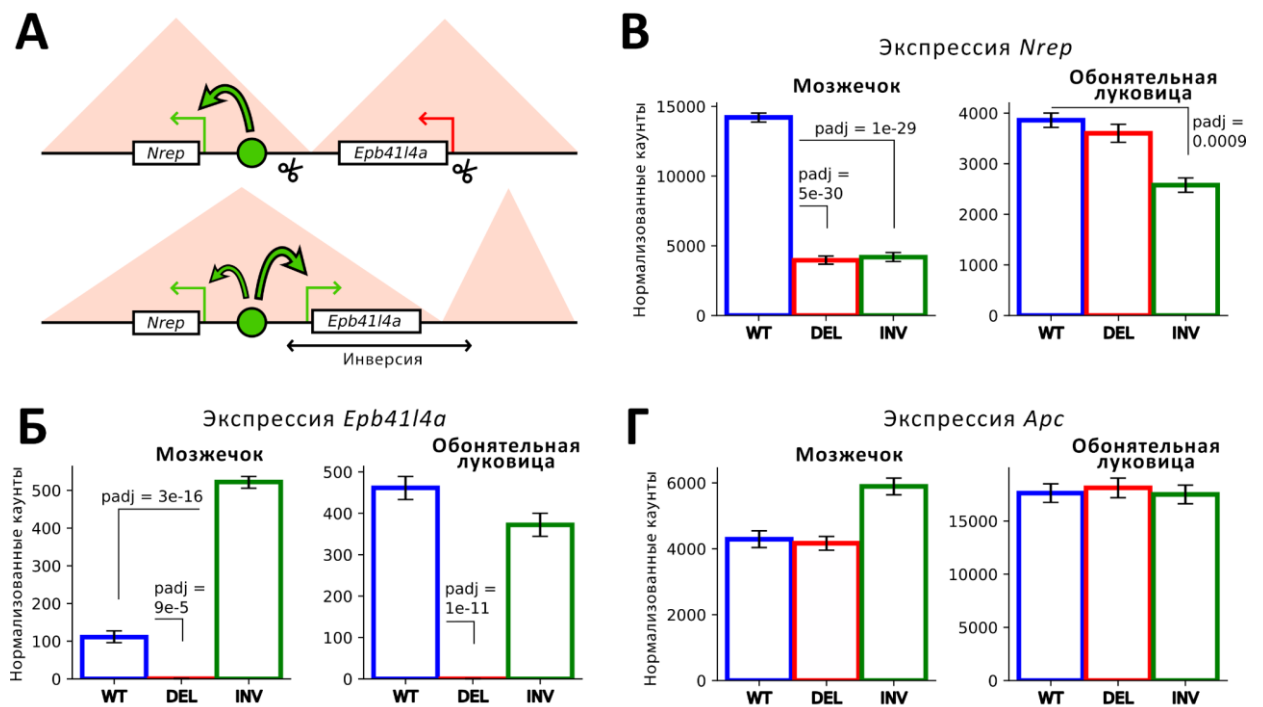 А
Nrep
Epb41l4a
Nrep
Epb41l4a
Инверсия
В
Экспрессия Nrep
Мозжечок
Нормализованные каунты
15000
10000
5000
0
padj = 1e-29
padj =
5e-30
WT DEL INV
Обонятельная
луковица
4000
3000
2000
1000
0
padj =
0.0009
WT DEL INV
Б
Экспрессия Epb41l4a
Мозжечок
Нормализованные каунты
500
400
300
200
100
0
padj = 3e-16
padj =
9e-5
WT DEL INV
Обонятельная
луковица
500
400
300
200
100
0
padj =
1e-11
WT DEL INV
Г
Экспрессия Apc
Мозжечок
Нормализованные каунты
6000
4000
2000
0
WT DEL INV
Обонятельная
луковица
15000
10000
5000
0
WT DEL INV